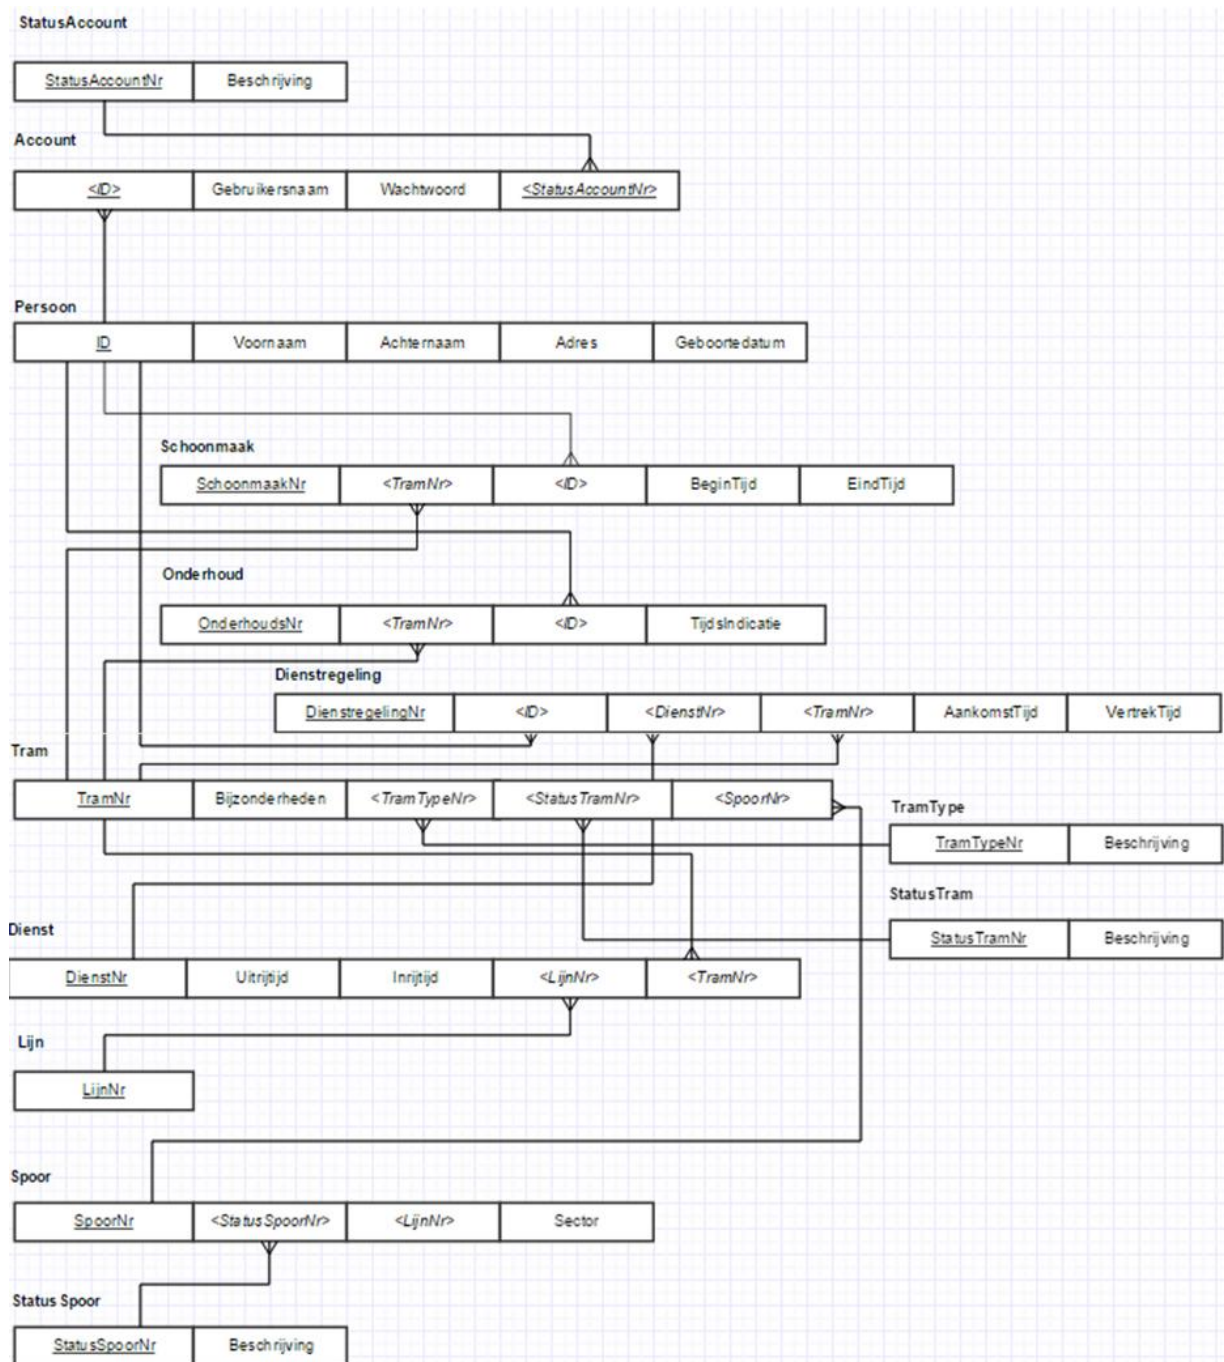 StatusAccount
StatusAccountNr Beschrijving
Account
<ID> Gebruikersnaam Wachtwoord <StatusAccountNr>
Persoon
ID Voornaam Achternaam Adres Geboortedatum
Schoonmaak
SchoonmaakNr <TramNr> <ID> BeginTijd EindTijd
Onderhoud
OnderhoudsNr <TramNr> <ID> TijdsIndicatie
Dienstregeling
DienstregelingNr <ID> <DienstNr> <TramNr> AankomstTijd VertrekTijd
Tram
TramNr Bijzonderheden <TramTypeNr> <StatusTramNr> <SpoorNr>
TramType
TramTypeNr Beschrijving
StatusTram
StatusTramNr Beschrijving
Dienst
DienstNr Uitrijtijd Inrijtijd <LijnNr> <TramNr>
Lijn
LijnNr
Spoor
SpoorNr <StatusSpoorNr> <LijnNr> Sector
Status Spoor
StatusSpoorNr Beschrijving